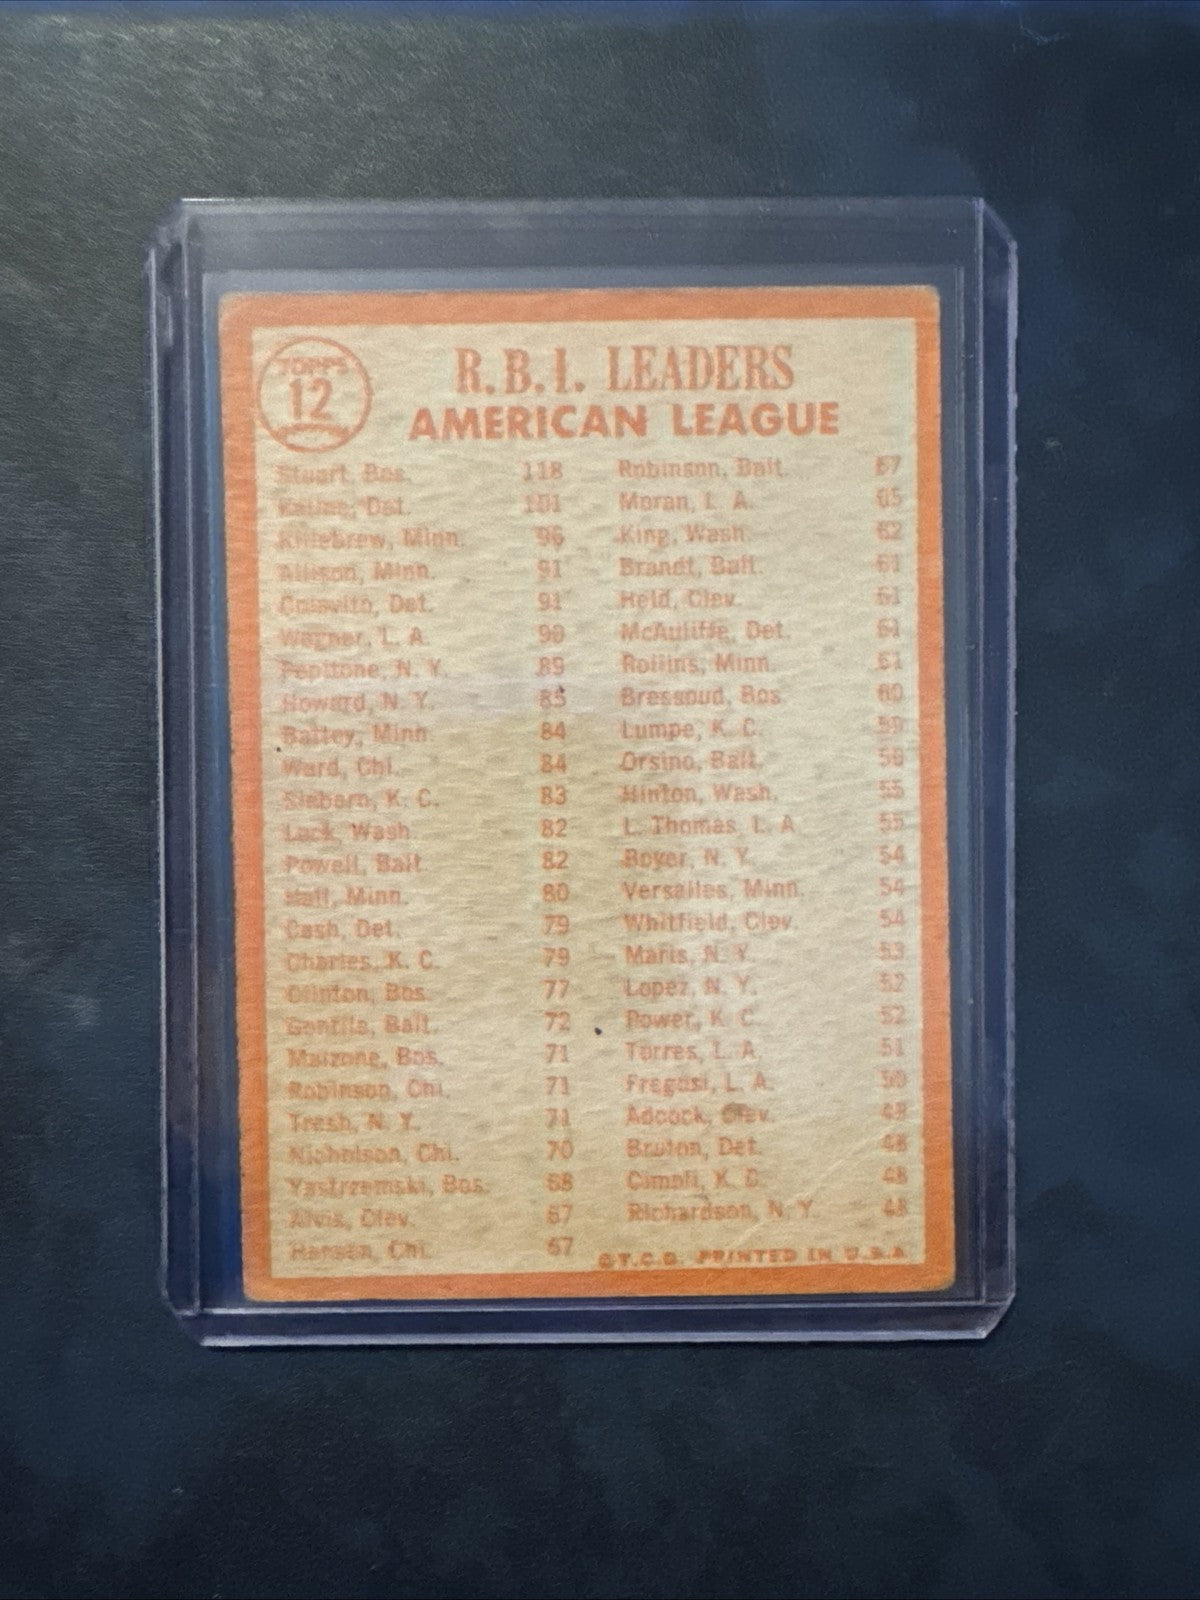 TOPPS
12
R.B.I. LEADERS
AMERICAN LEAGUE
Stuart, Bos. 118
Kaline, Det. 101
Killebrew, Minn. 96
Allison, Minn. 91
Colavito, Det. 91
Wagner, L. A. 90
Pepitone, N. Y. 89
Howard, N. Y. 85
Battey, Minn. 84
Ward, Chi. 84
Siebern, K. C. 83
Lock, Wash. 82
Powell, Balt. 82
Hall, Minn. 80
Cash, Det. 79
Charles, K. C. 79
Clinton, Bos. 77
Gentile, Balt. 72
Malzone, Bos. 71
Robinson, Chi. 71
Tresh, N. Y. 71
Nicholson, Chi. 70
Yastrzemski, Bos. 68
Alvis, Clev. 67
Hansen, Chi. 67
Robinson, Balt. 67
Moran, L. A. 65
King, Wash. 62
Brandt, Balt. 61
Held, Clev. 61
McAuliffe, Det. 61
Rollins, Minn. 61
Bressoud, Bos. 60
Lumpe, K. C. 59
Orsino, Balt. 56
Hinton, Wash. 55
L. Thomas, L. A. 55
Boyer, N. Y. 54
Versalles, Minn. 54
Whitfield, Clev. 54
Maris, N. Y. 53
Lopez, N. Y. 52
Power, K. C. 52
Torres, L. A. 51
Fregosi, L. A. 50
Adcock, Clev. 49
Bruton, Det. 48
Cimoli, K. C. 48
Richardson, N. Y. 48
©T.C.G. PRINTED IN U.S.A.